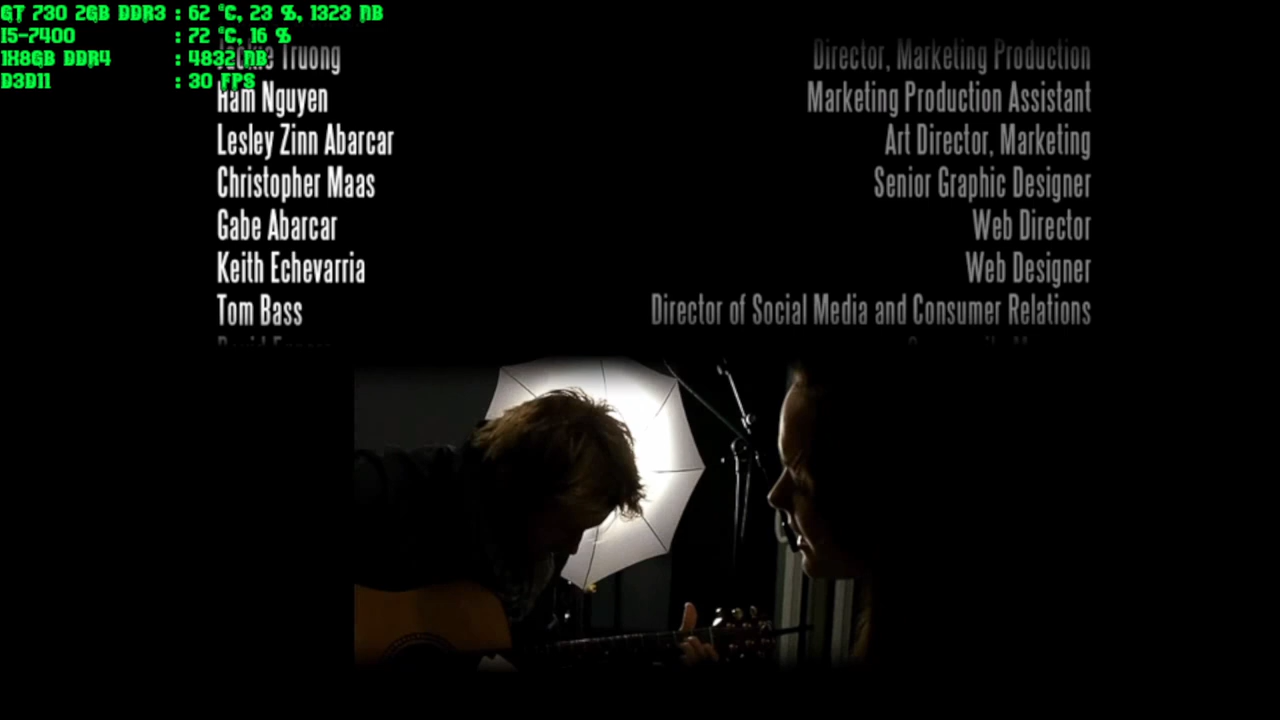 GT 730 2GB DDR3 : 62 °C, 23 %, 1323 MB
I5-7400 : 72 °C, 16 %
1X8GB DDR4 : 4832 MB
D3D11 : 30 FPS
Truong Director, Marketing Production
Nam Nguyen Marketing Production Assistant
Lesley Zinn Abarcar Art Director, Marketing
Christopher Maas Senior Graphic Designer
Gabe Abarcar Web Director
Keith Echevarria Web Designer
Tom Bass Director of Social Media and Consumer Relations